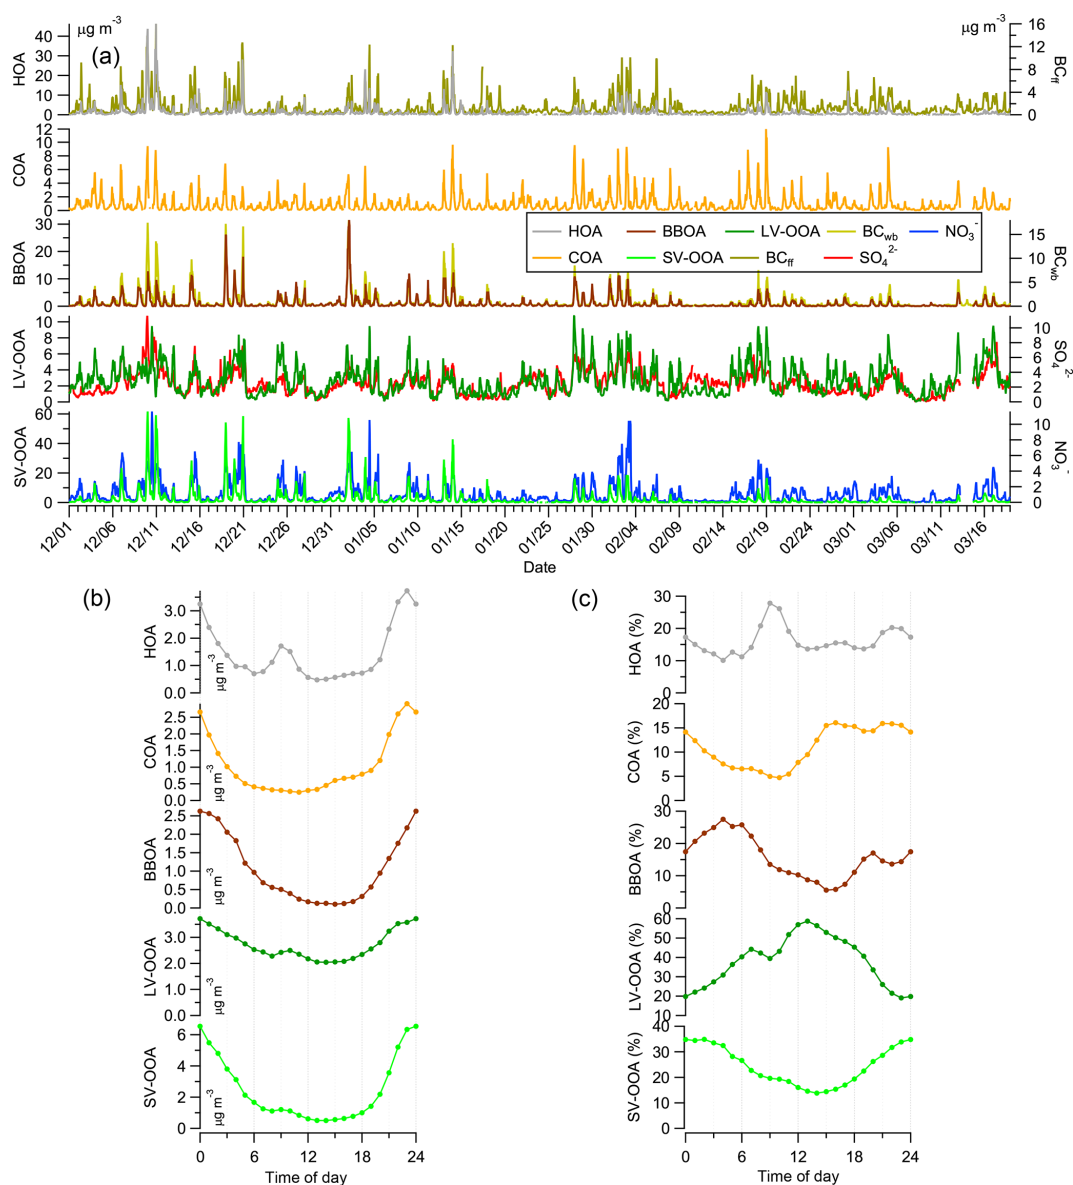 µg m-3
µg m-3
(a)
HOA
40
30
20
10
0
16
12
8
4
0
BCff
COA
12
10
8
6
4
2
0
BBOA
30
20
10
0
15
10
5
0
BCwb
HOA BBOA LV-OOA BCwb NO3-
COA SV-OOA BCff SO42-
LV-OOA
10
8
6
4
2
0
10
8
6
4
2
0
SO42-
SV-OOA
60
40
20
0
10
8
6
4
2
0
NO3-
12/01 12/06 12/11 12/16 12/21 12/26 12/31 01/05 01/10 01/15 01/20 01/25 01/30 02/04 02/09 02/14 02/19 02/24 03/01 03/06 03/11 03/16
Date
(b)
HOA
3.0
2.0
1.0
0.0
µg m-3
COA
2.5
2.0
1.5
1.0
0.5
0.0
µg m-3
BBOA
2.5
2.0
1.5
1.0
0.5
0.0
µg m-3
LV-OOA
3.0
2.0
1.0
0.0
µg m-3
SV-OOA
6
4
2
0
µg m-3
0 6 12 18 24
Time of day
(c)
HOA (%)
30
20
10
0
COA (%)
20
15
10
5
0
BBOA (%)
30
20
10
0
LV-OOA (%)
60
50
40
30
20
10
SV-OOA (%)
40
30
20
10
0
0 6 12 18 24
Time of day